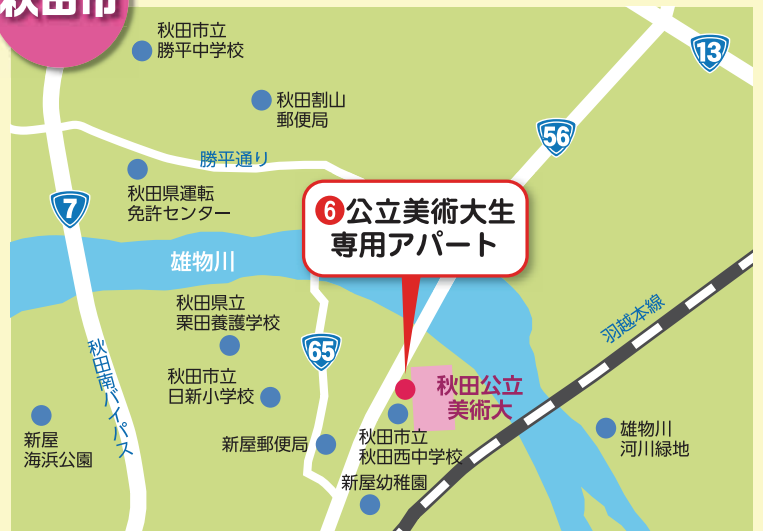 秋田市
秋田市立
勝平中学校
13
秋田割山
郵便局
56
勝平通り
秋田県運転
免許センター
7
❻公立美術大生
専用アパート
雄物川
秋田県立
栗田養護学校
羽越本線
65
秋田南バイパス
秋田市立
日新小学校
秋田公立
美術大
新屋
海浜公園
新屋郵便局
秋田市立
秋田西中学校
雄物川
河川緑地
新屋幼稚園